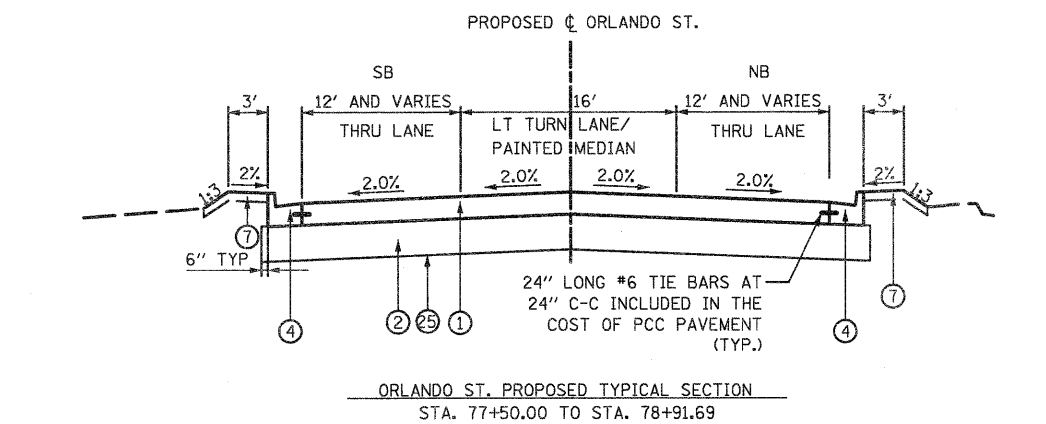 PROPOSED ℄ ORLANDO ST.
SB
NB
3'
12' AND VARIES
16'
12' AND VARIES
3'
THRU LANE
LT TURN LANE/
PAINTED MEDIAN
THRU LANE
1:3
2%
2.0%
2.0%
2.0%
2.0%
2%
1:3
7
6" TYP
4
2
25
1
24" LONG #6 TIE BARS AT
24" C-C INCLUDED IN THE
COST OF PCC PAVEMENT
(TYP.)
4
7
ORLANDO ST. PROPOSED TYPICAL SECTION
STA. 77+50.00 TO STA. 78+91.69